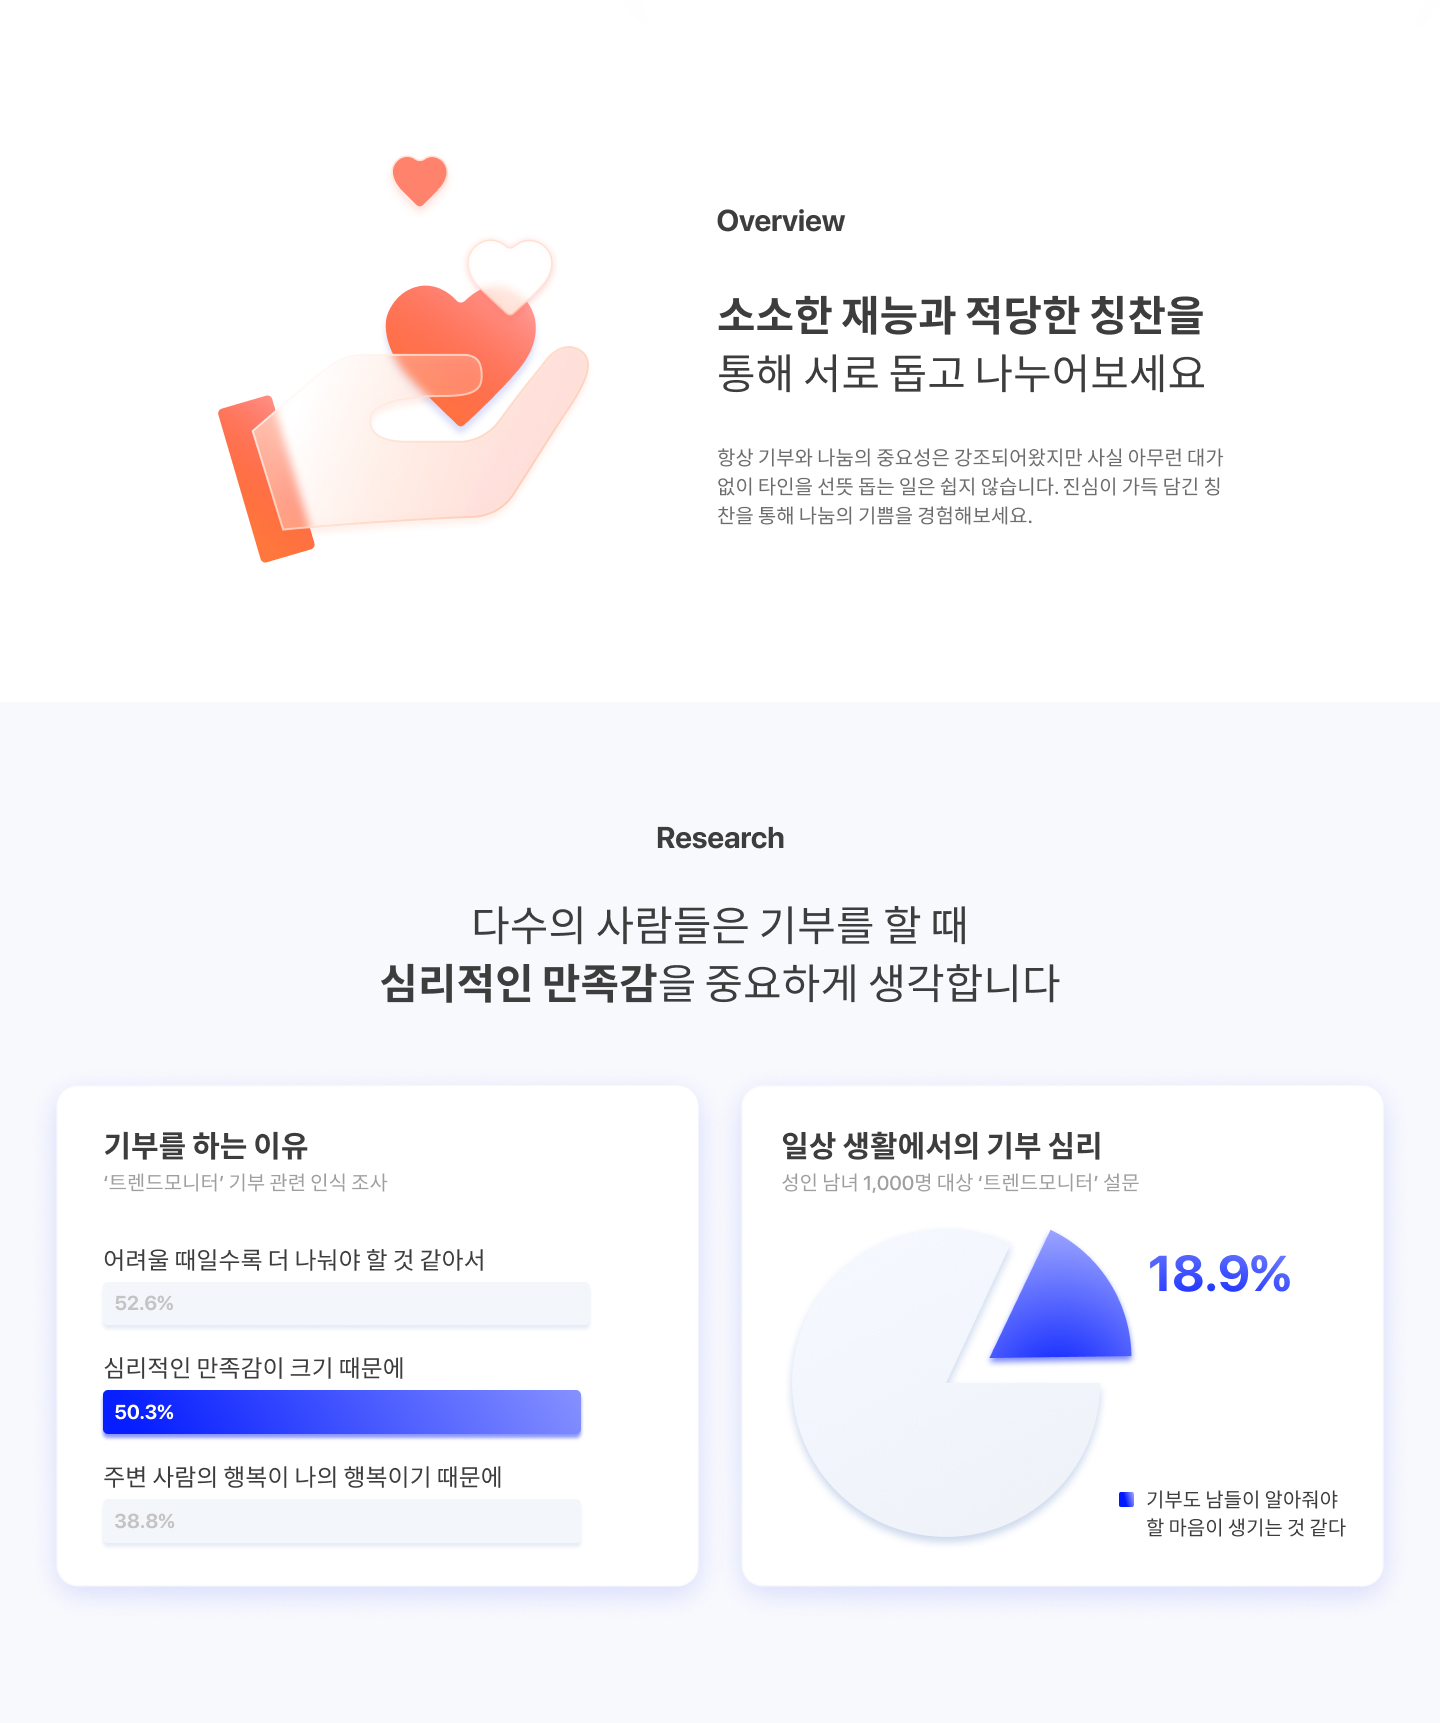 Overview
소소한 재능과 적당한 칭찬을
통해 서로 돕고 나누어보세요
항상 기부와 나눔의 중요성은 강조되어왔지만 사실 아무런 대가
없이 타인을 선뜻 돕는 일은 쉽지 않습니다. 진심이 가득 담긴 칭
찬을 통해 나눔의 기쁨을 경험해보세요.
Research
다수의 사람들은 기부를 할 때
심리적인 만족감을 중요하게 생각합니다
기부를 하는 이유
‘트렌드모니터’ 기부 관련 인식 조사
어려울 때일수록 더 나눠야 할 것 같아서
52.6%
심리적인 만족감이 크기 때문에
50.3%
주변 사람의 행복이 나의 행복이기 때문에
38.8%
일상 생활에서의 기부 심리
성인 남녀 1,000명 대상 ‘트렌드모니터’ 설문
18.9%
기부도 남들이 알아줘야
할 마음이 생기는 것 같다